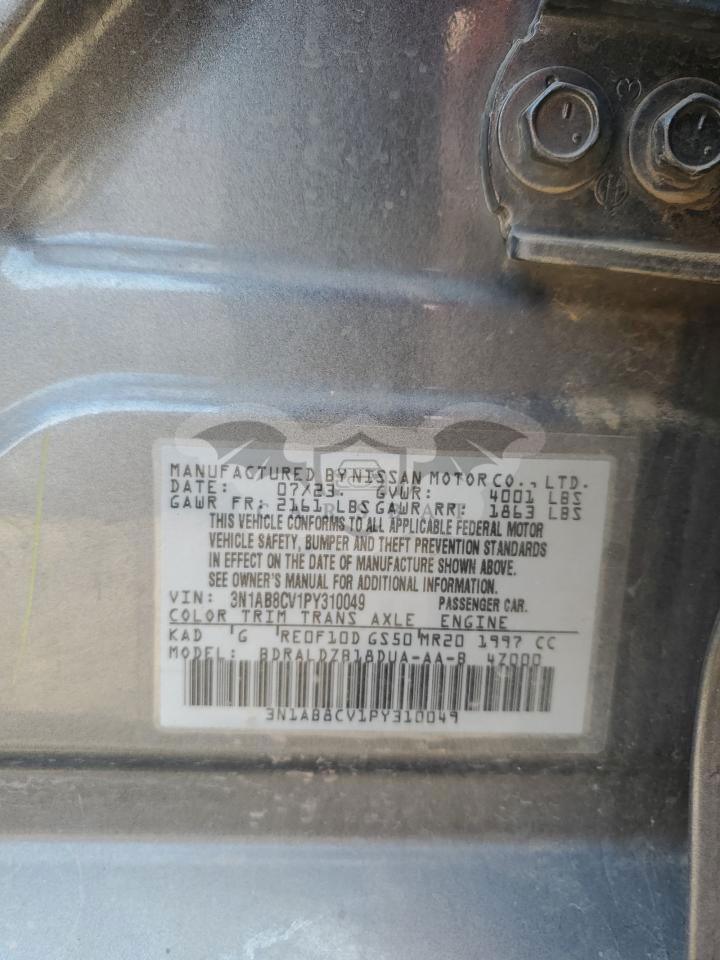 MANUFACTURED BY NISSAN MOTOR CO., LTD.
DATE: 07/23 GVWR: 4001 LBS
GAWR FR: 2161 LBS GAWR RR: 1863 LBS
THIS VEHICLE CONFORMS TO ALL APPLICABLE FEDERAL MOTOR
VEHICLE SAFETY, BUMPER AND THEFT PREVENTION STANDARDS
IN EFFECT ON THE DATE OF MANUFACTURE SHOWN ABOVE.
SEE OWNER'S MANUAL FOR ADDITIONAL INFORMATION.
VIN: 3N1AB8CV1PY310049 PASSENGER CAR.
COLOR TRIM TRANS AXLE ENGINE
KAD G RE0F10D GS50 MR20 1997 CC
MODEL: BDRALDZB18DUA-AA-B 4Z000
3N1AB8CV1PY310049